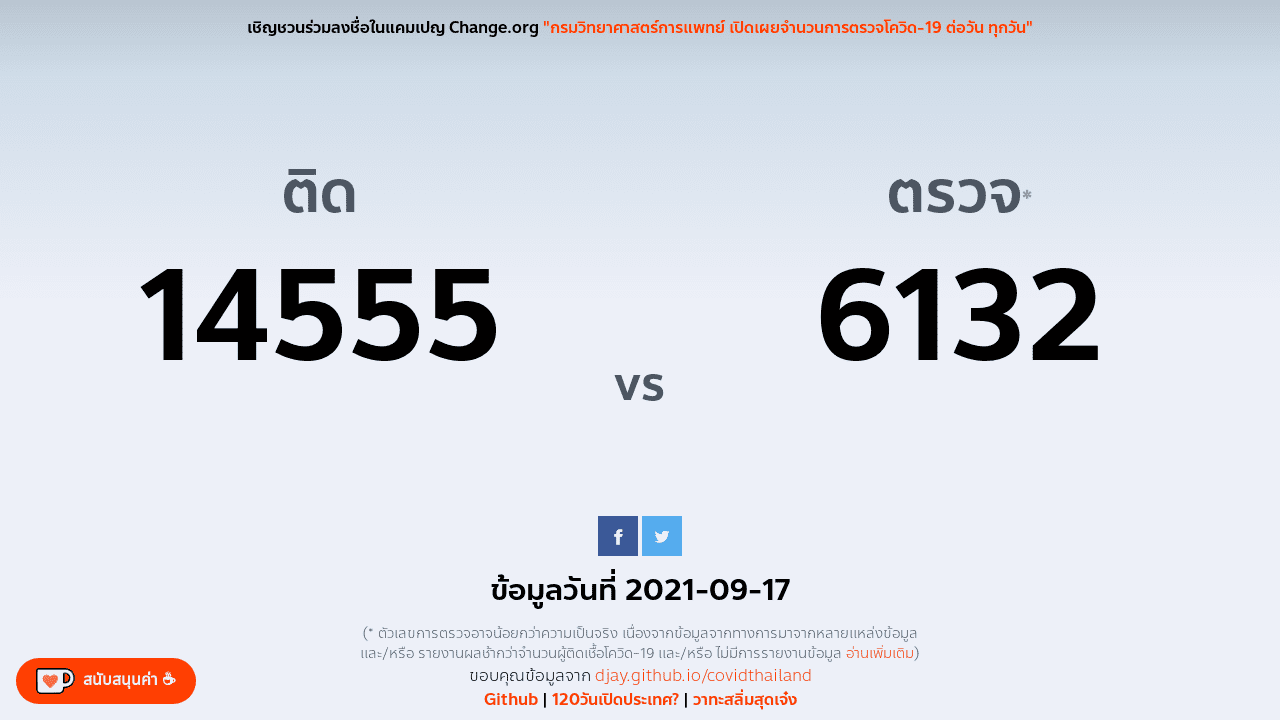 เชิญชวนร่วมลงชื่อในแคมเปญ Change.org "กรมวิทยาศาสตร์การแพทย์ เปิดเผยจำนวนการตรวจโควิด-19 ต่อวัน ทุกวัน"
ติด
ตรวจ*
14555
6132
vs
ข้อมูลวันที่ 2021-09-17
(* ตัวเลขการตรวจอาจน้อยกว่าความเป็นจริง เนื่องจากข้อมูลจากทางการมาจากหลายแหล่งข้อมูล
และ/หรือ รายงานผลช้ากว่าจำนวนผู้ติดเชื้อโควิด-19 และ/หรือ ไม่มีการรายงานข้อมูล อ่านเพิ่มเติม)
ขอบคุณข้อมูลจาก djay.github.io/covidthailand
สนับสนุนค่า ☕
Github | 120วันเปิดประเทศ? | วาทะสลิ่มสุดเจ๋ง